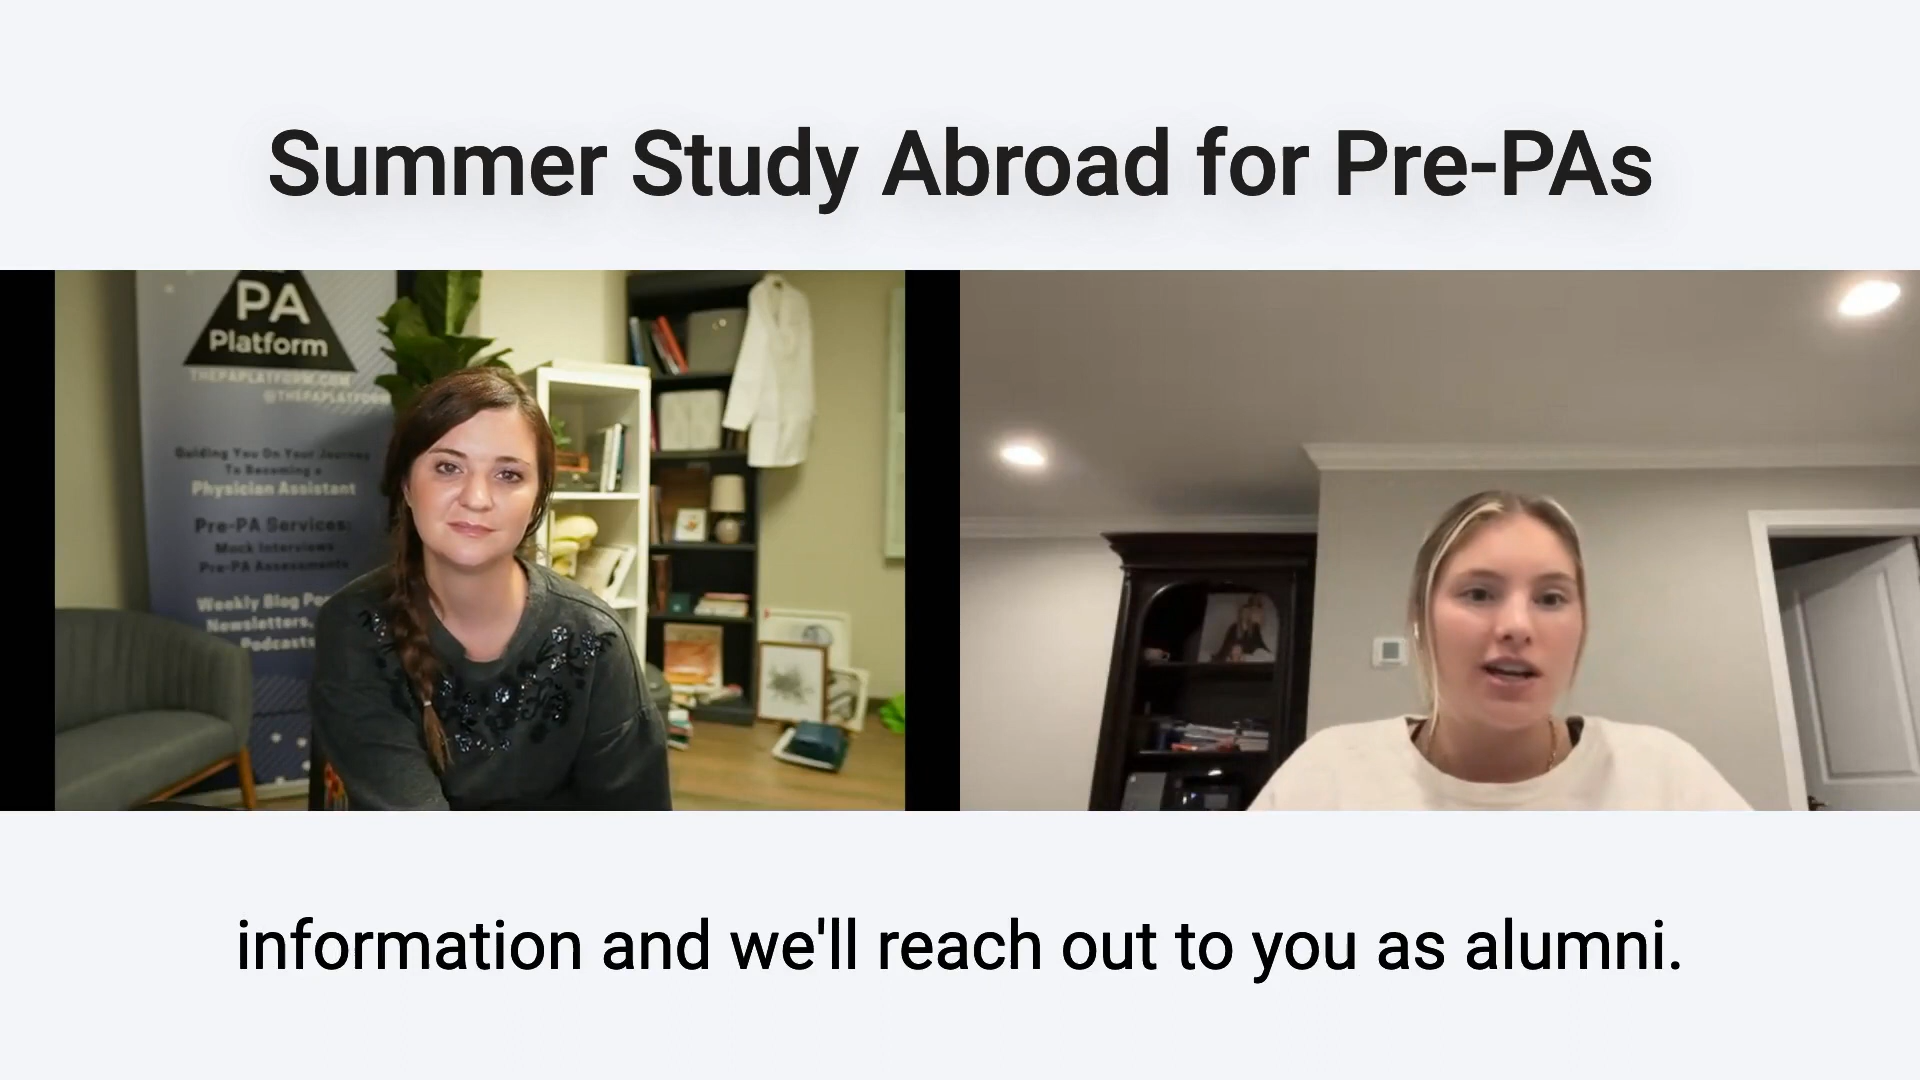 Summer Study Abroad for Pre-PAs
PA
Platform
THEPAPLATFORM.COM
@THEPAPLATFORM
Guiding You On Your Journey
To Becoming a
Physician Assistant
Pre-PA Services:
Mock Interviews
Pre-PA Assessments
Weekly Blog
Newsletters,
Podcasts
information and we'll reach out to you as alumni.